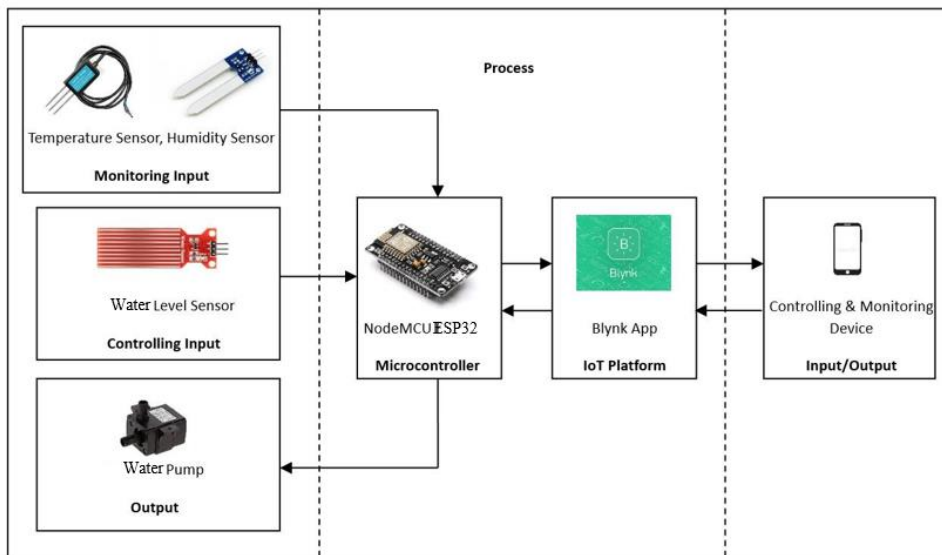 Process
Temperature Sensor, Humidity Sensor
Monitoring Input
Water Level Sensor
Controlling Input
Water Pump
Output
NodeMCU ESP32
Microcontroller
B
Blynk
Blynk App
IoT Platform
Controlling & Monitoring
Device
Input/Output